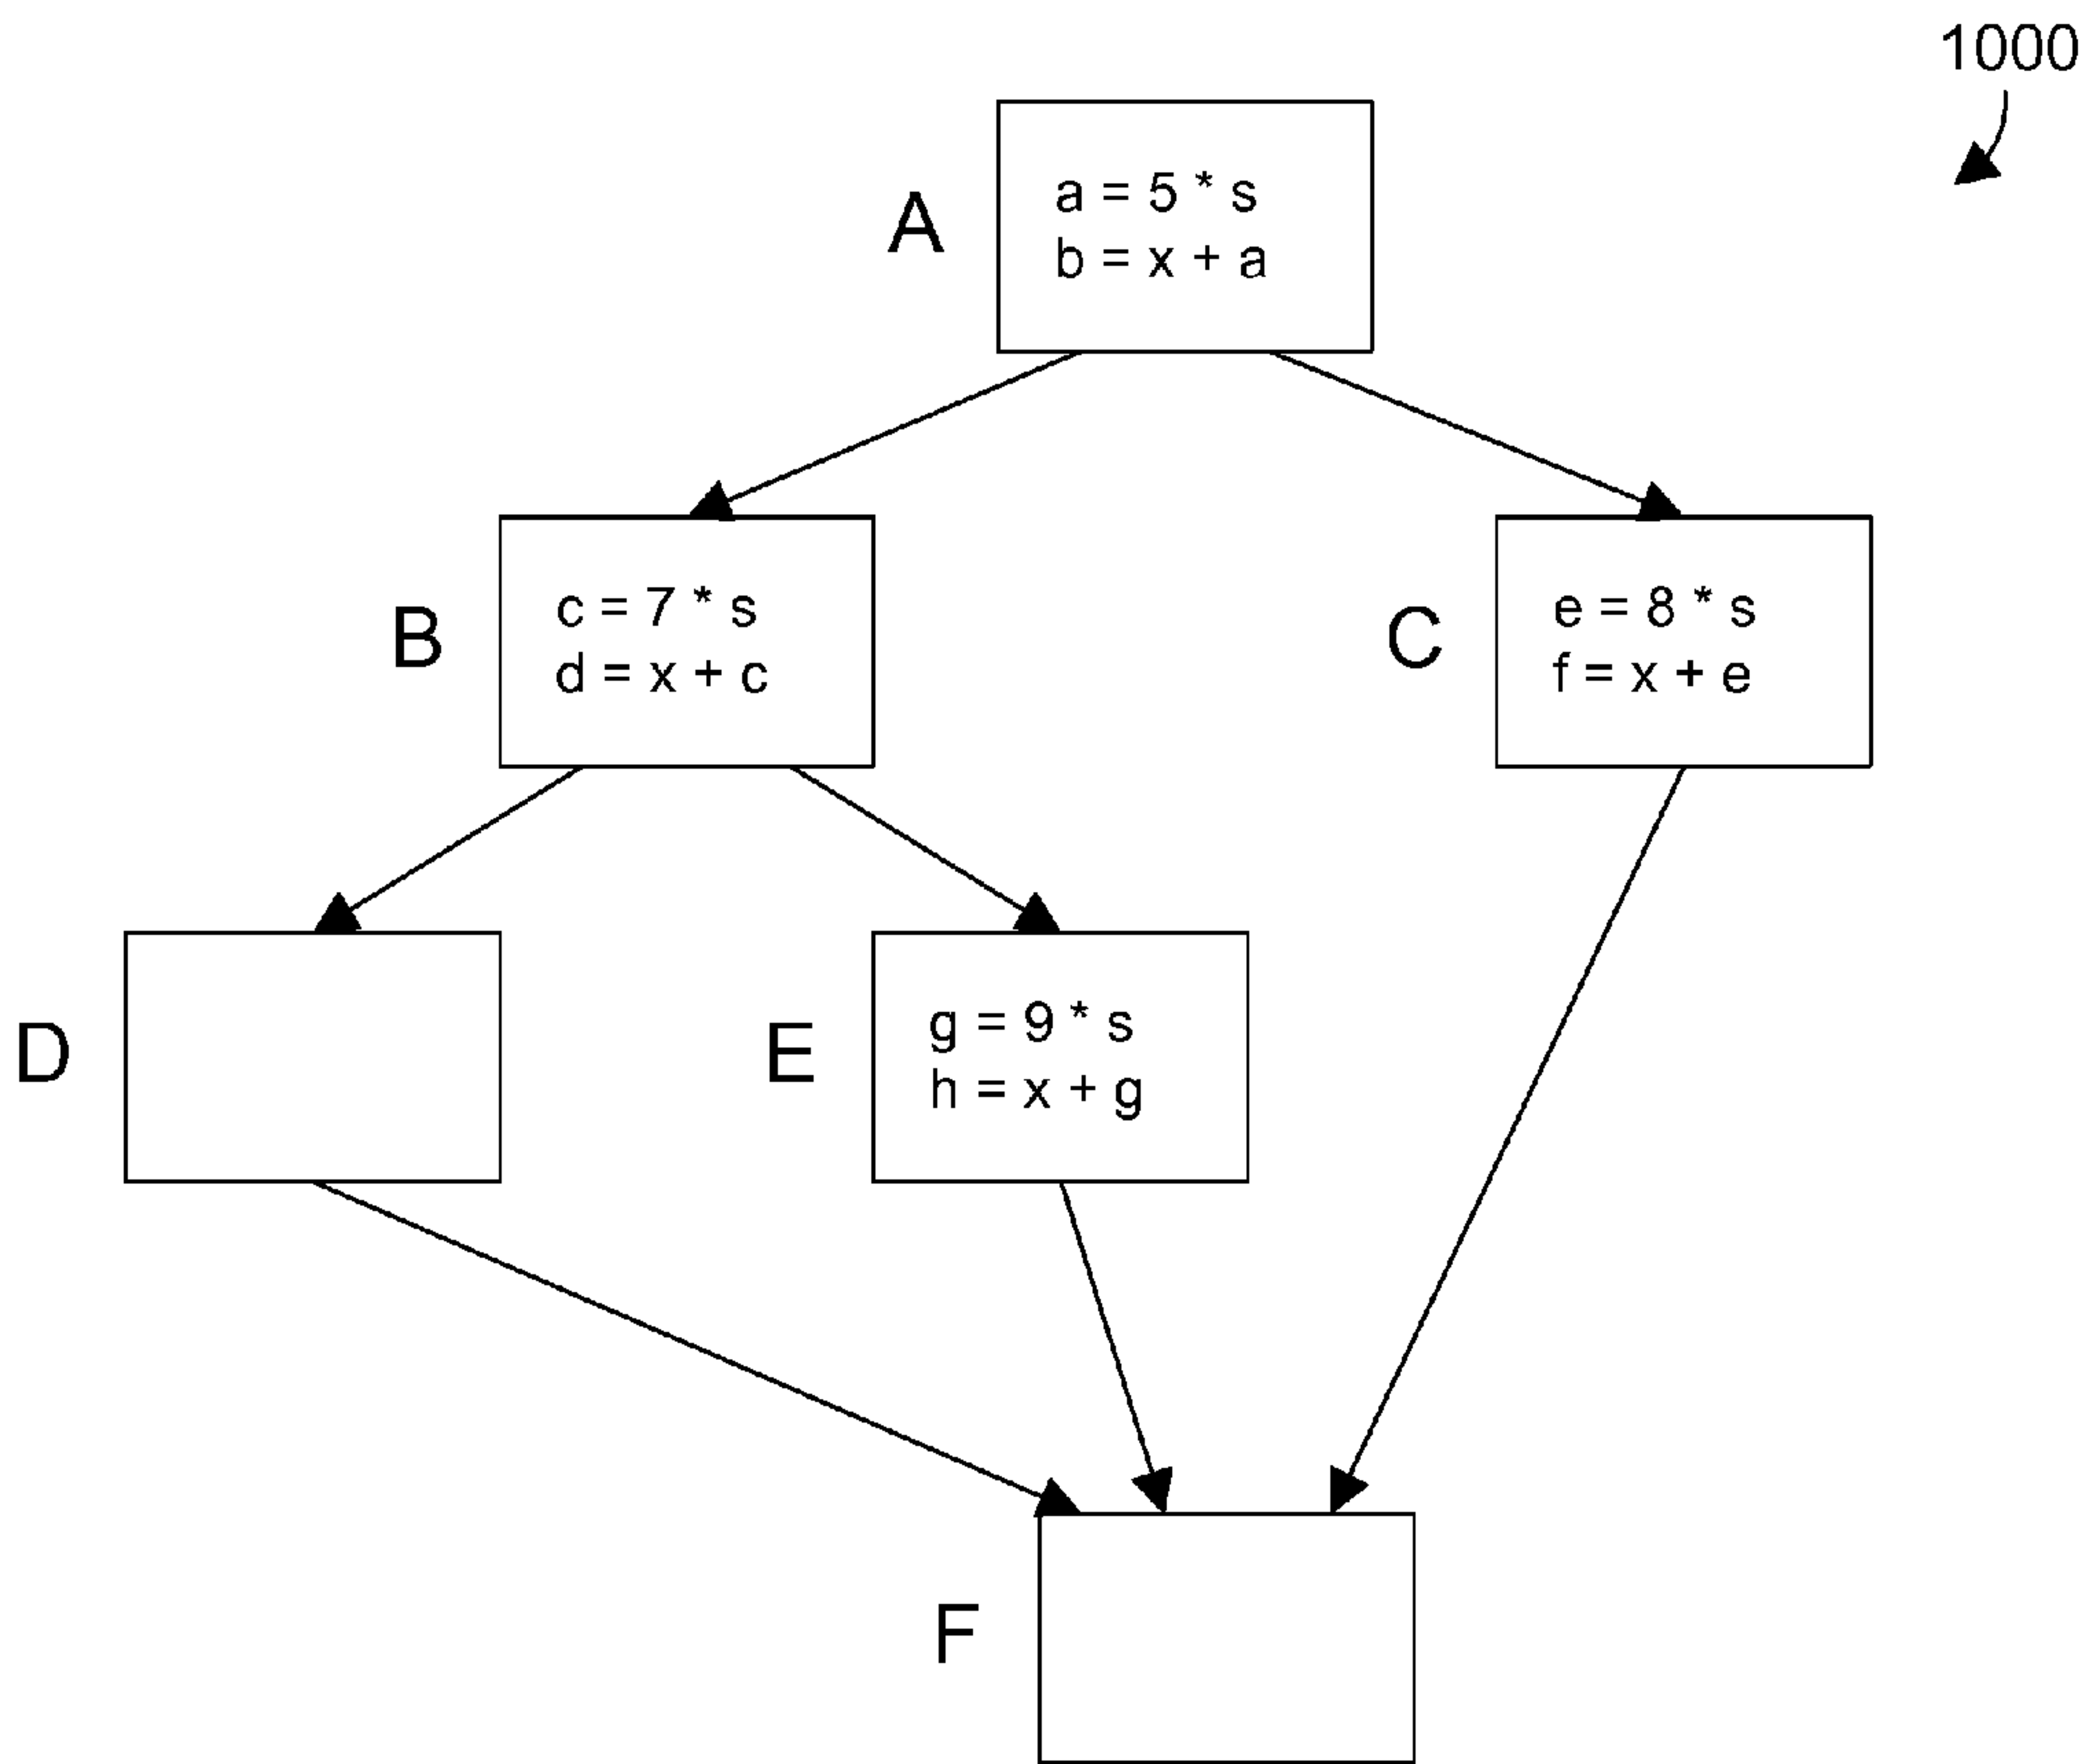 1000
A
a = 5 * s
b = x + a
B
c = 7 * s
d = x + c
C
e = 8 * s
f = x + e
D
E
g = 9 * s
h = x + g
F